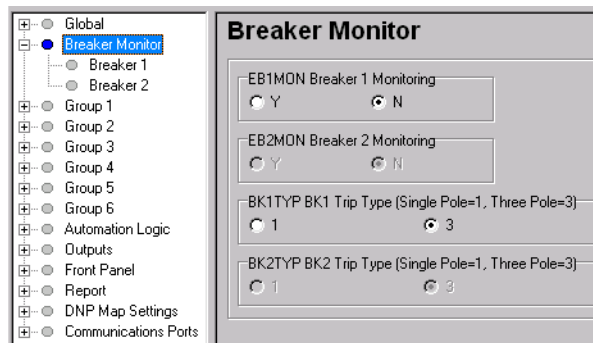 Global
Breaker Monitor
Breaker 1
Breaker 2
Group 1
Group 2
Group 3
Group 4
Group 5
Group 6
Automation Logic
Outputs
Front Panel
Report
DNP Map Settings
Communications Ports
Breaker Monitor
EB1MON Breaker 1 Monitoring
Y N
EB2MON Breaker 2 Monitoring
Y N
BK1TYP BK1 Trip Type (Single Pole=1, Three Pole=3)
1 3
BK2TYP BK2 Trip Type (Single Pole=1, Three Pole=3)
1 3